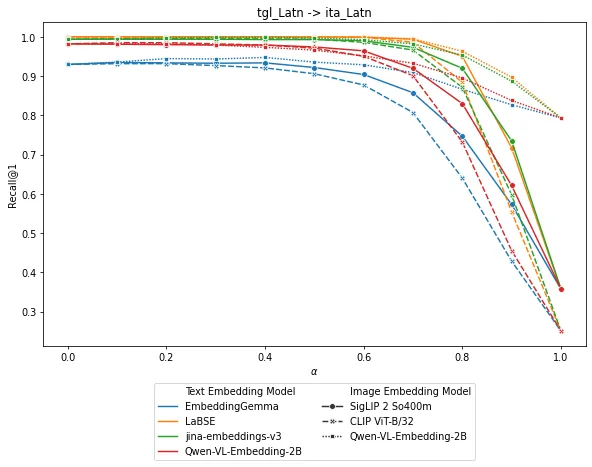 tgl_Latn -> ita_Latn
Recall@1
1.0
0.9
0.8
0.7
0.6
0.5
0.4
0.3
0.0 0.2 0.4 0.6 0.8 1.0
α
Text Embedding Model Image Embedding Model
EmbeddingGemma SigLIP 2 So400m
LaBSE CLIP ViT-B/32
jina-embeddings-v3 Qwen-VL-Embedding-2B
Qwen-VL-Embedding-2B